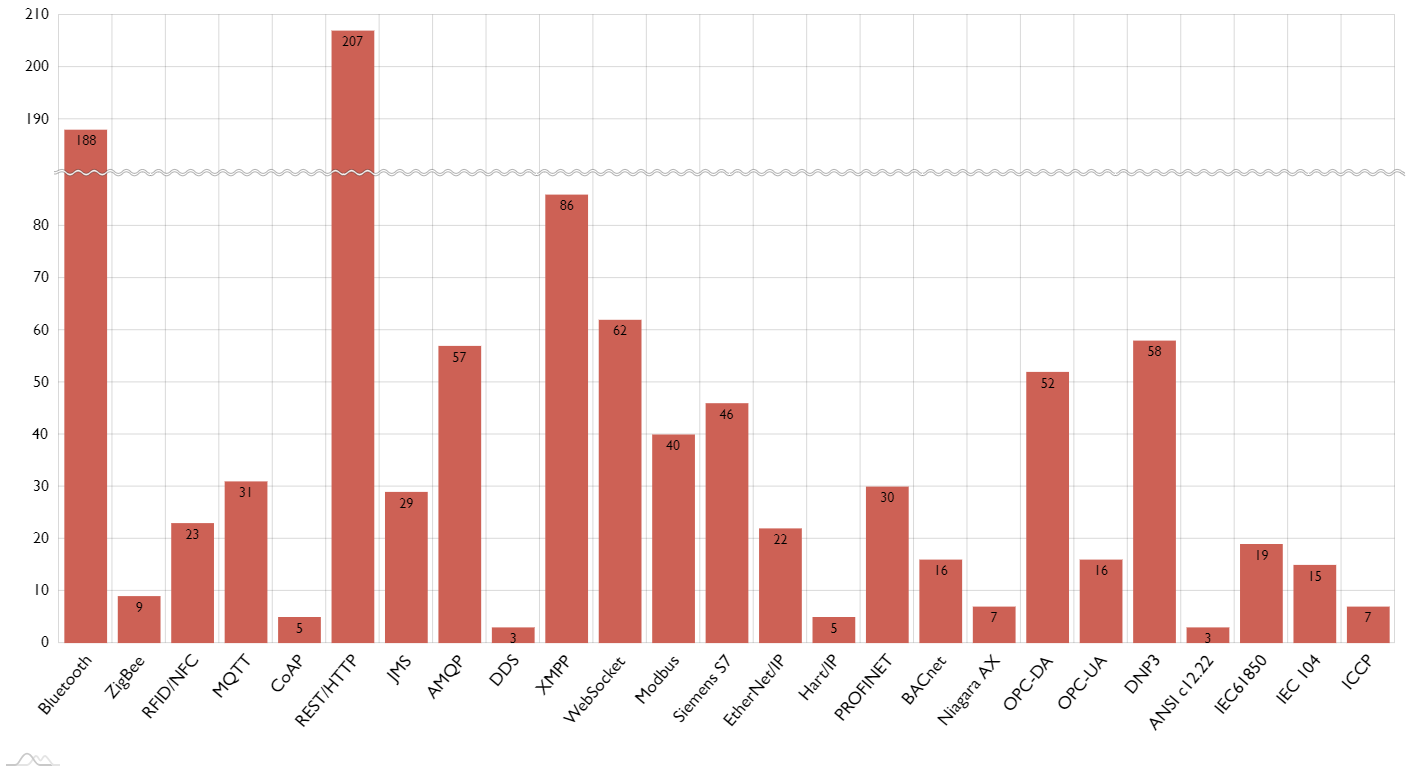 210
200
190
80
70
60
50
40
30
20
10
0
188
9
23
31
5
207
29
57
3
86
62
40
46
22
5
30
16
7
52
16
58
3
19
15
7
Bluetooth
ZigBee
RFID/NFC
MQTT
CoAP
REST/HTTP
JMS
AMQP
DDS
XMPP
WebSocket
Modbus
Siemens S7
EtherNet/IP
Hart/IP
PROFINET
BACnet
Niagara AX
OPC-DA
OPC-UA
DNP3
ANSI c12.22
IEC61850
IEC 104
ICCP